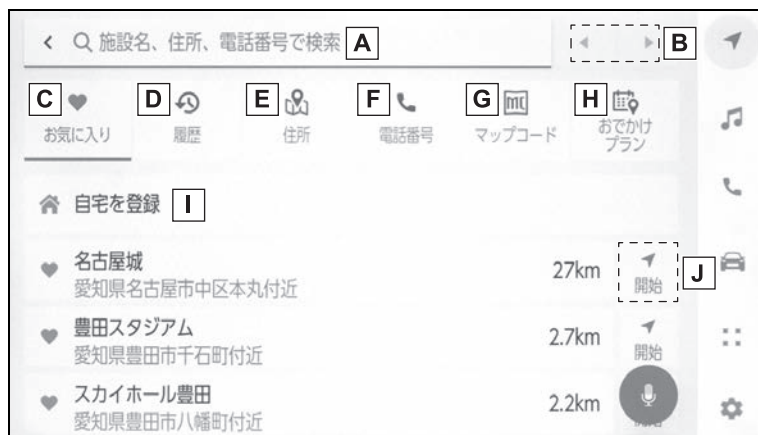 施設名、住所、電話番号で検索 A
B
C
D
E
F
G
H
お気に入り
履歴
住所
電話番号
マップコード
おでかけ
プラン
自宅を登録 I
名古屋城
愛知県名古屋市中区本丸付近
27km
開始
J
豊田スタジアム
愛知県豊田市千石町付近
2.7km
開始
スカイホール豊田
愛知県豊田市八幡町付近
2.2km